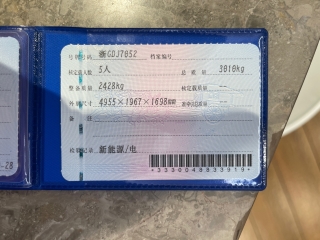 号牌号码 浙GDJ7852 档案编号
核定载人数 5人 总质量 3010kg
整备质量 2428kg 核定载质量 --
外廓尺寸 4955×1967×1698mm 准牵引总质量 --
备注
检验记录 新能源/电
*3330048833919*